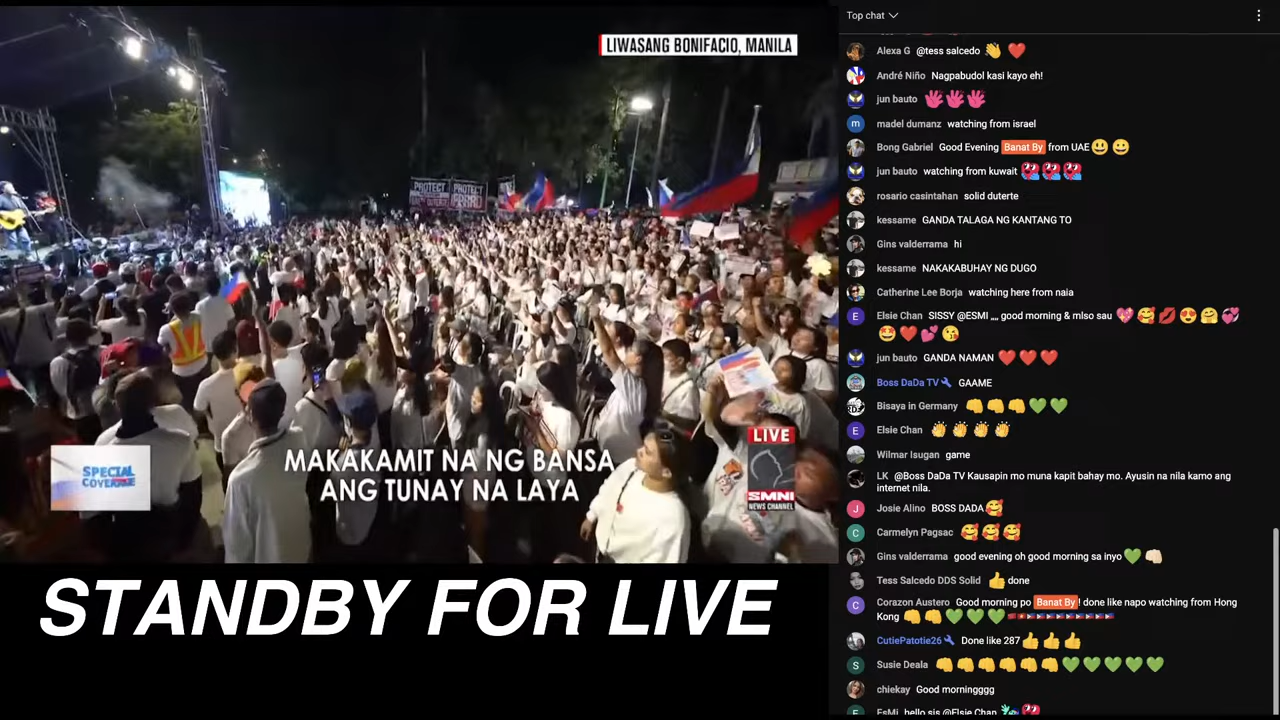 LIWASANG BONIFACIO, MANILA
PROTECT
PROTECT
MAKAKAMIT NA NG BANSA
ANG TUNAY NA LAYA
SPECIAL
COVERAGE
LIVE
SMNI
NEWS CHANNEL
STANDBY FOR LIVE
Top chat
Alexa G @tess salcedo 👋 ❤️
André Niño Nagpabudol kasi kayo eh!
jun bauto
m madel dumanz watching from israel
Bong Gabriel Good Evening Banat By from UAE 😃 😀
jun bauto watching from kuwait
rosario casintahan solid duterte
kessame GANDA TALAGA NG KANTANG TO
Gins valderrama hi
kessame NAKAKABUHAY NG DUGO
Catherine Lee Borja watching here from naia
E Elsie Chan SISSY @ESMI ,,,, good morning & mlso sau 💖 🥰 💋 😍 🤗 💞
🤩 ❤️ 💕 😘
jun bauto GANDA NAMAN ❤️ ❤️ ❤️
Boss DaDa TV 🔧 GAAME
Bisaya in Germany 👊 👊 👊 💚 💚
E Elsie Chan 👏 👏 👏 👏
Wilmar Isugan game
LK @Boss DaDa TV Kausapin mo muna kapit bahay mo. Ayusin na nila kamo ang
internet nila.
J Josie Alino BOSS DADA 🥰
C Carmelyn Pagsac 🥰 🥰 🥰
Gins valderrama good evening oh good morning sa inyo 💚 👊🏻
Tess Salcedo DDS Solid 👍 done
C Corazon Austero Good morning po Banat By ! done like napo watching from Hong
Kong 👊 👊 💚 💚 💚
CutiePatotie26 🔧 Done like 287 👍 👍 👍
S Susie Deala 👊 👊 👊 👊 👊 👊 💚 💚 💚 💚 💚
chiekay Good morningggg
EsMi hello sis @Elsie Chan